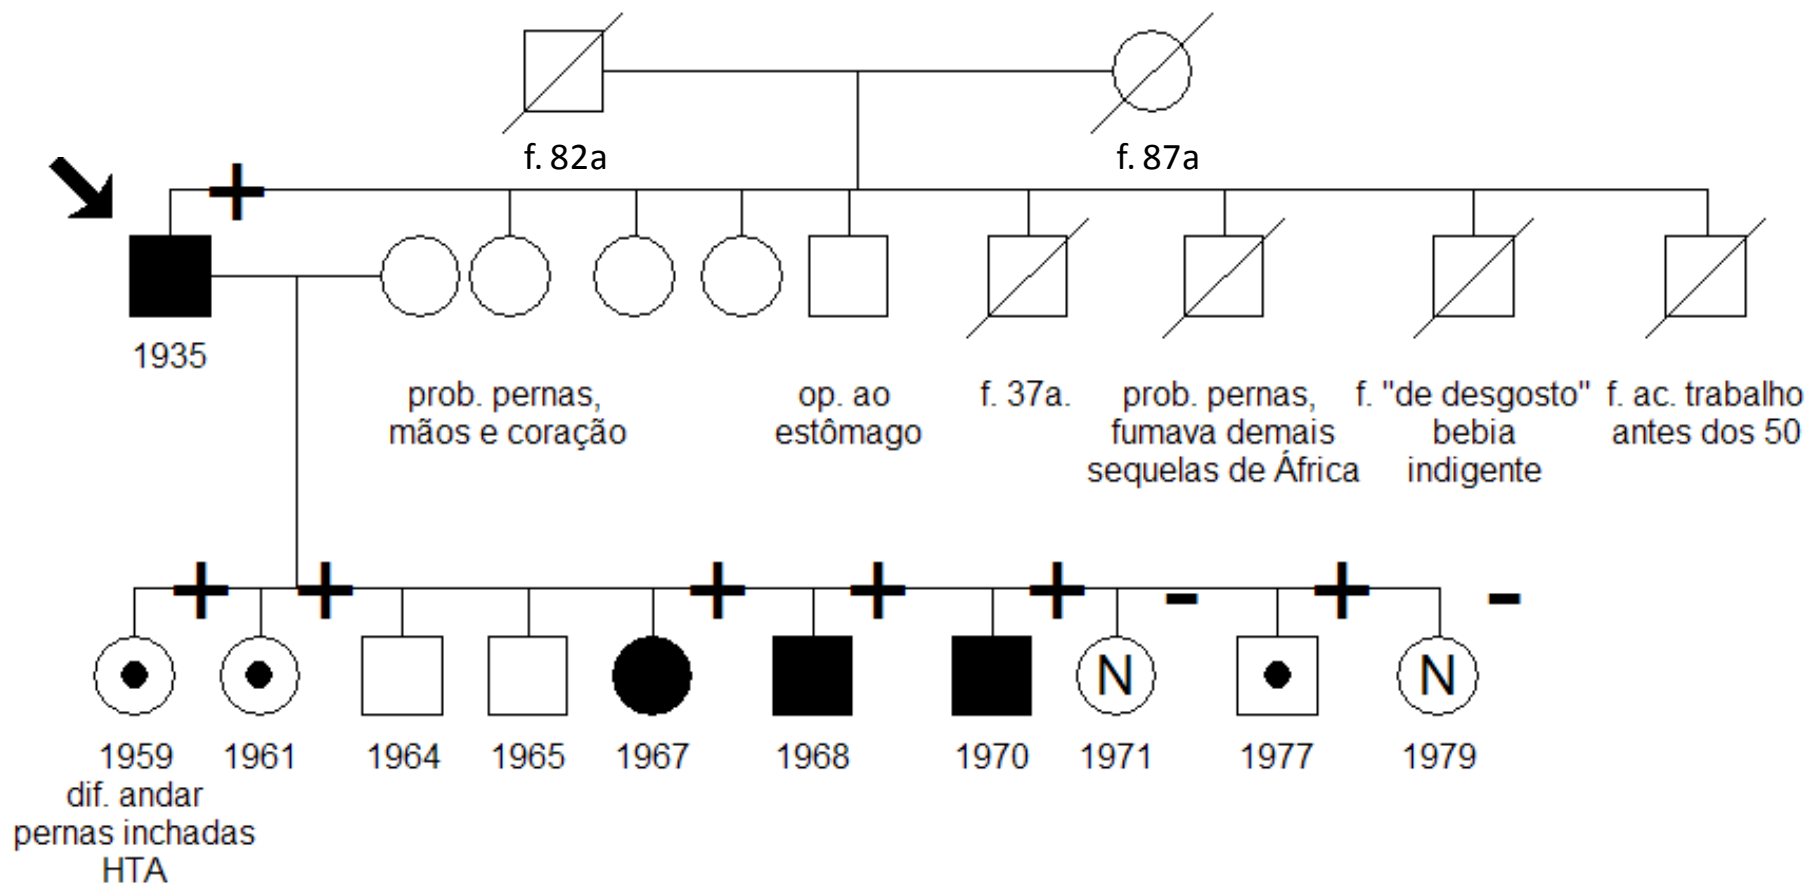 f. 82a
f. 87a
+
1935
prob. pernas,
mãos e coração
op. ao
estômago
f. 37a.
prob. pernas,
fumava demais
sequelas de África
f. "de desgosto"
bebia
indigente
f. ac. trabalho
antes dos 50
+ + + + + - + -
N N
1959 1961 1964 1965 1967 1968 1970 1971 1977 1979
dif. andar
pernas inchadas
HTA